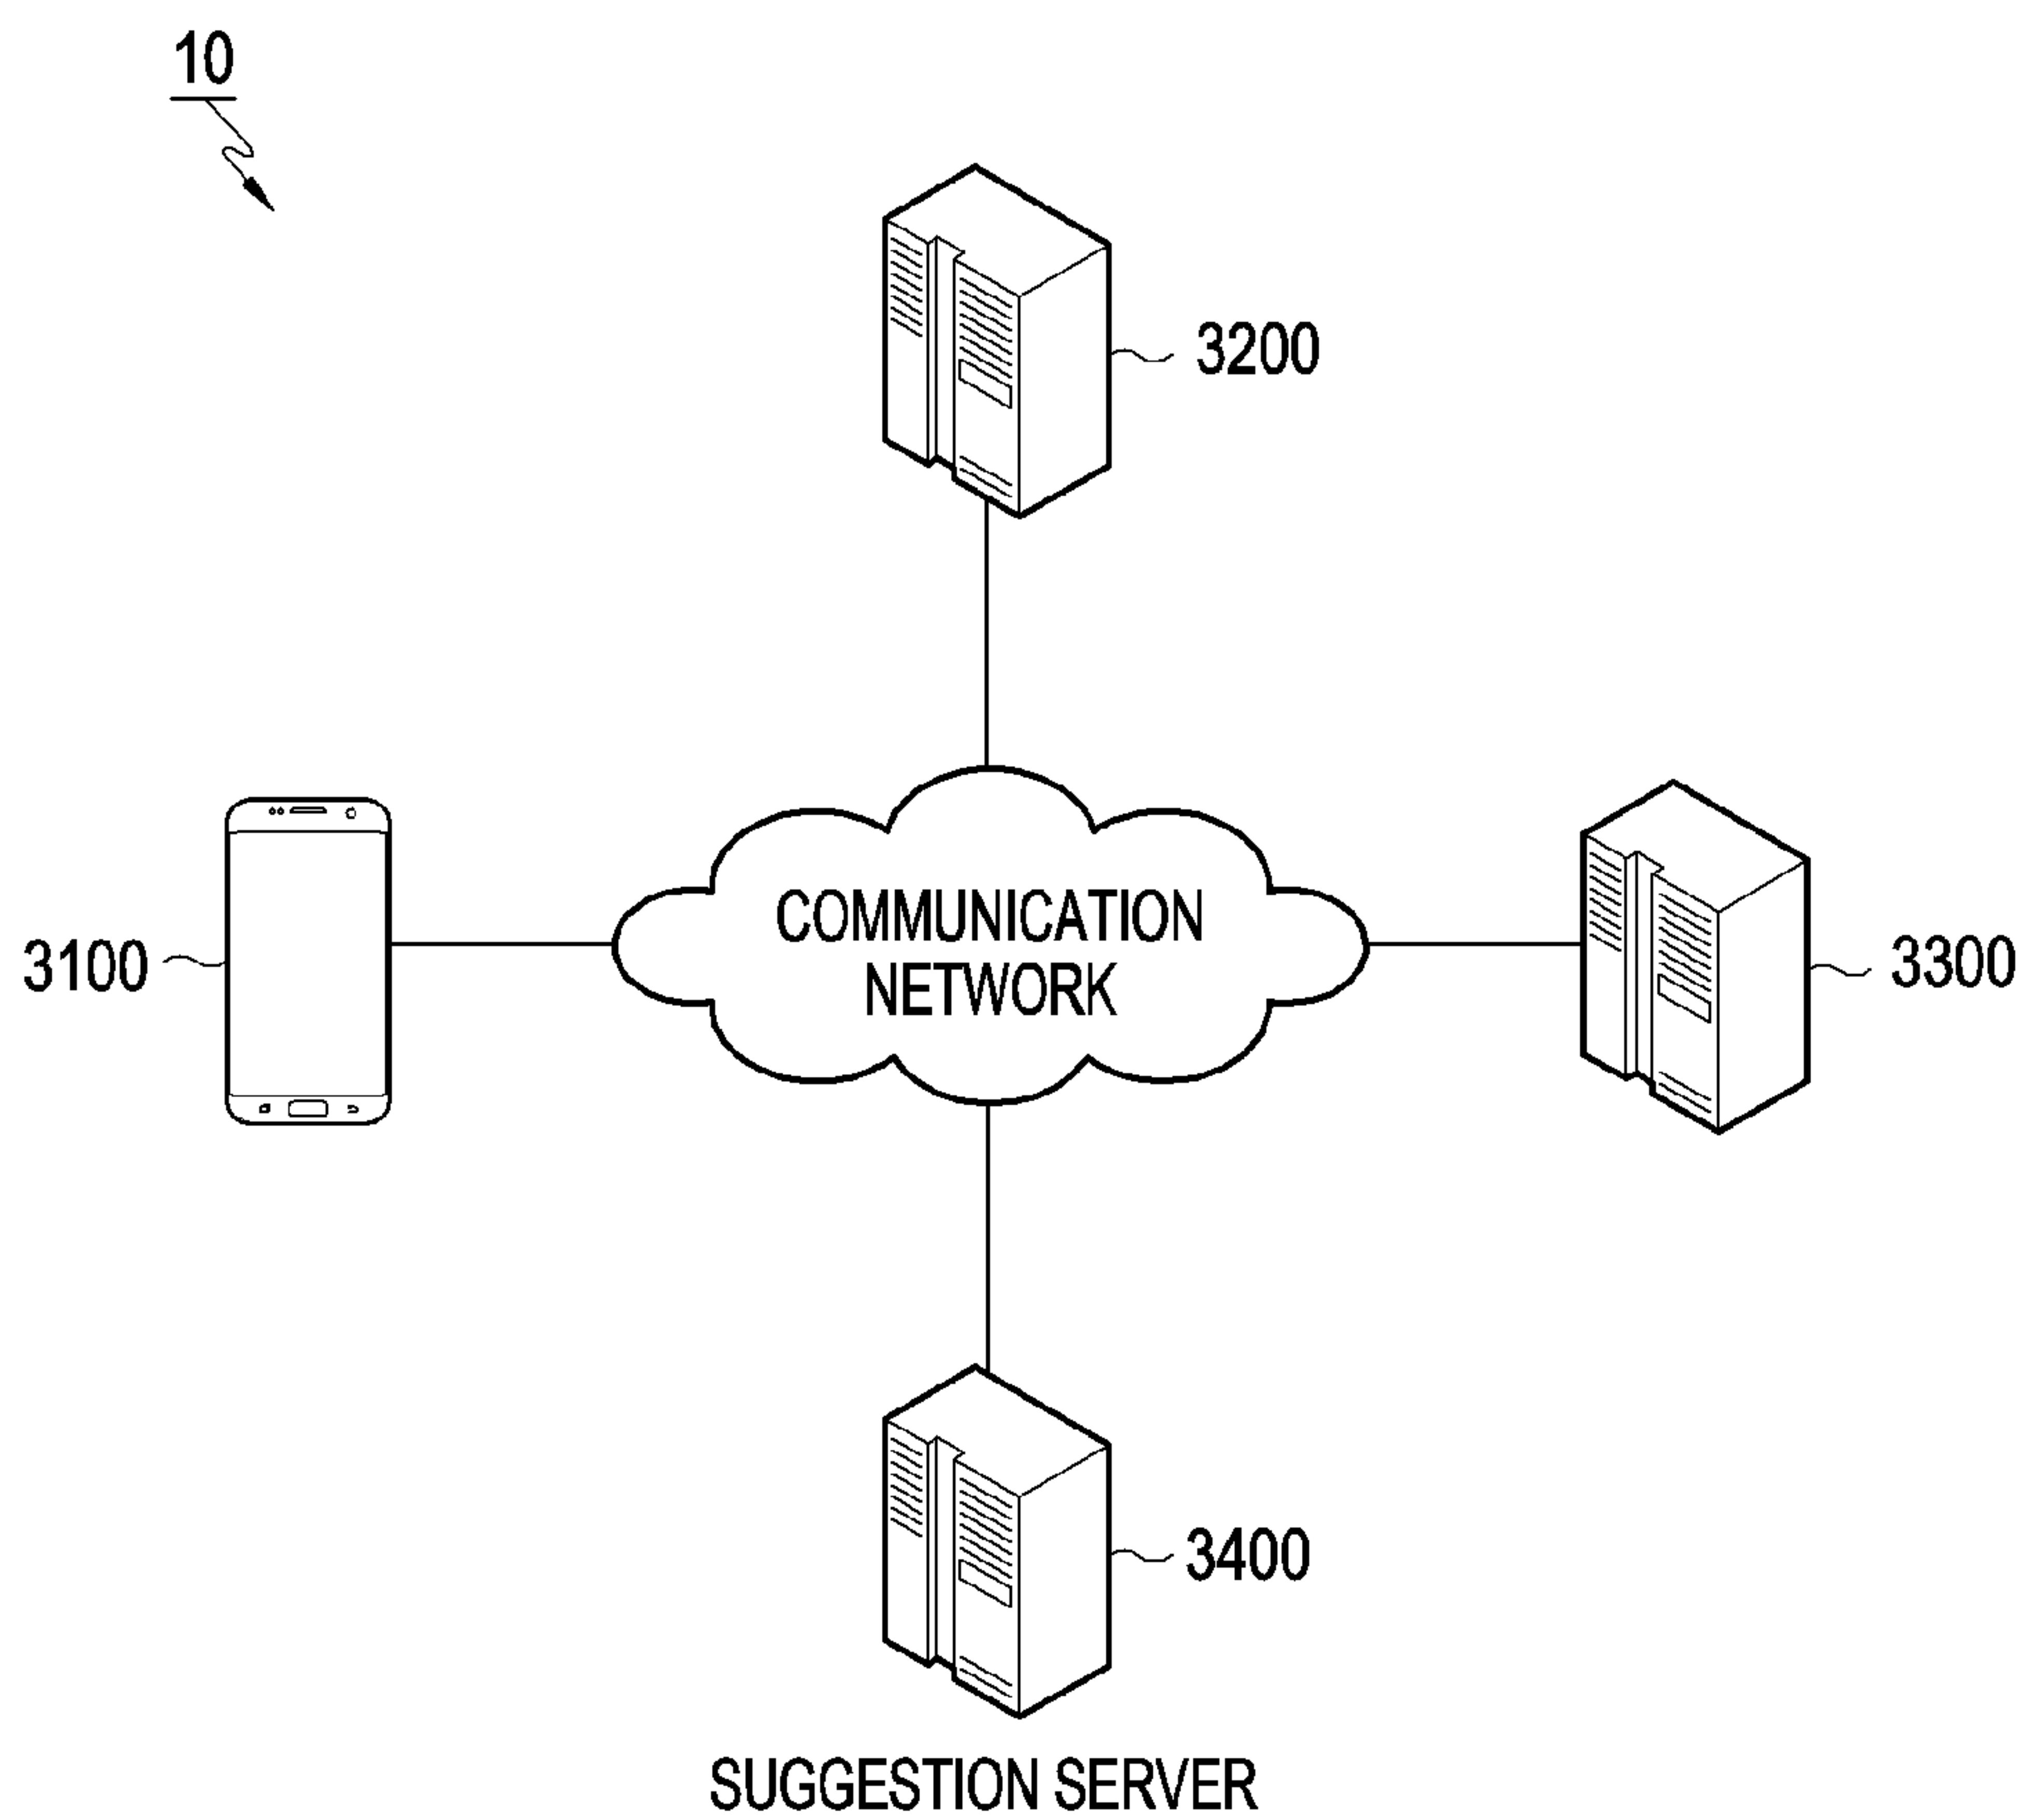 10
3200
COMMUNICATION
NETWORK
3100
3300
3400
SUGGESTION SERVER